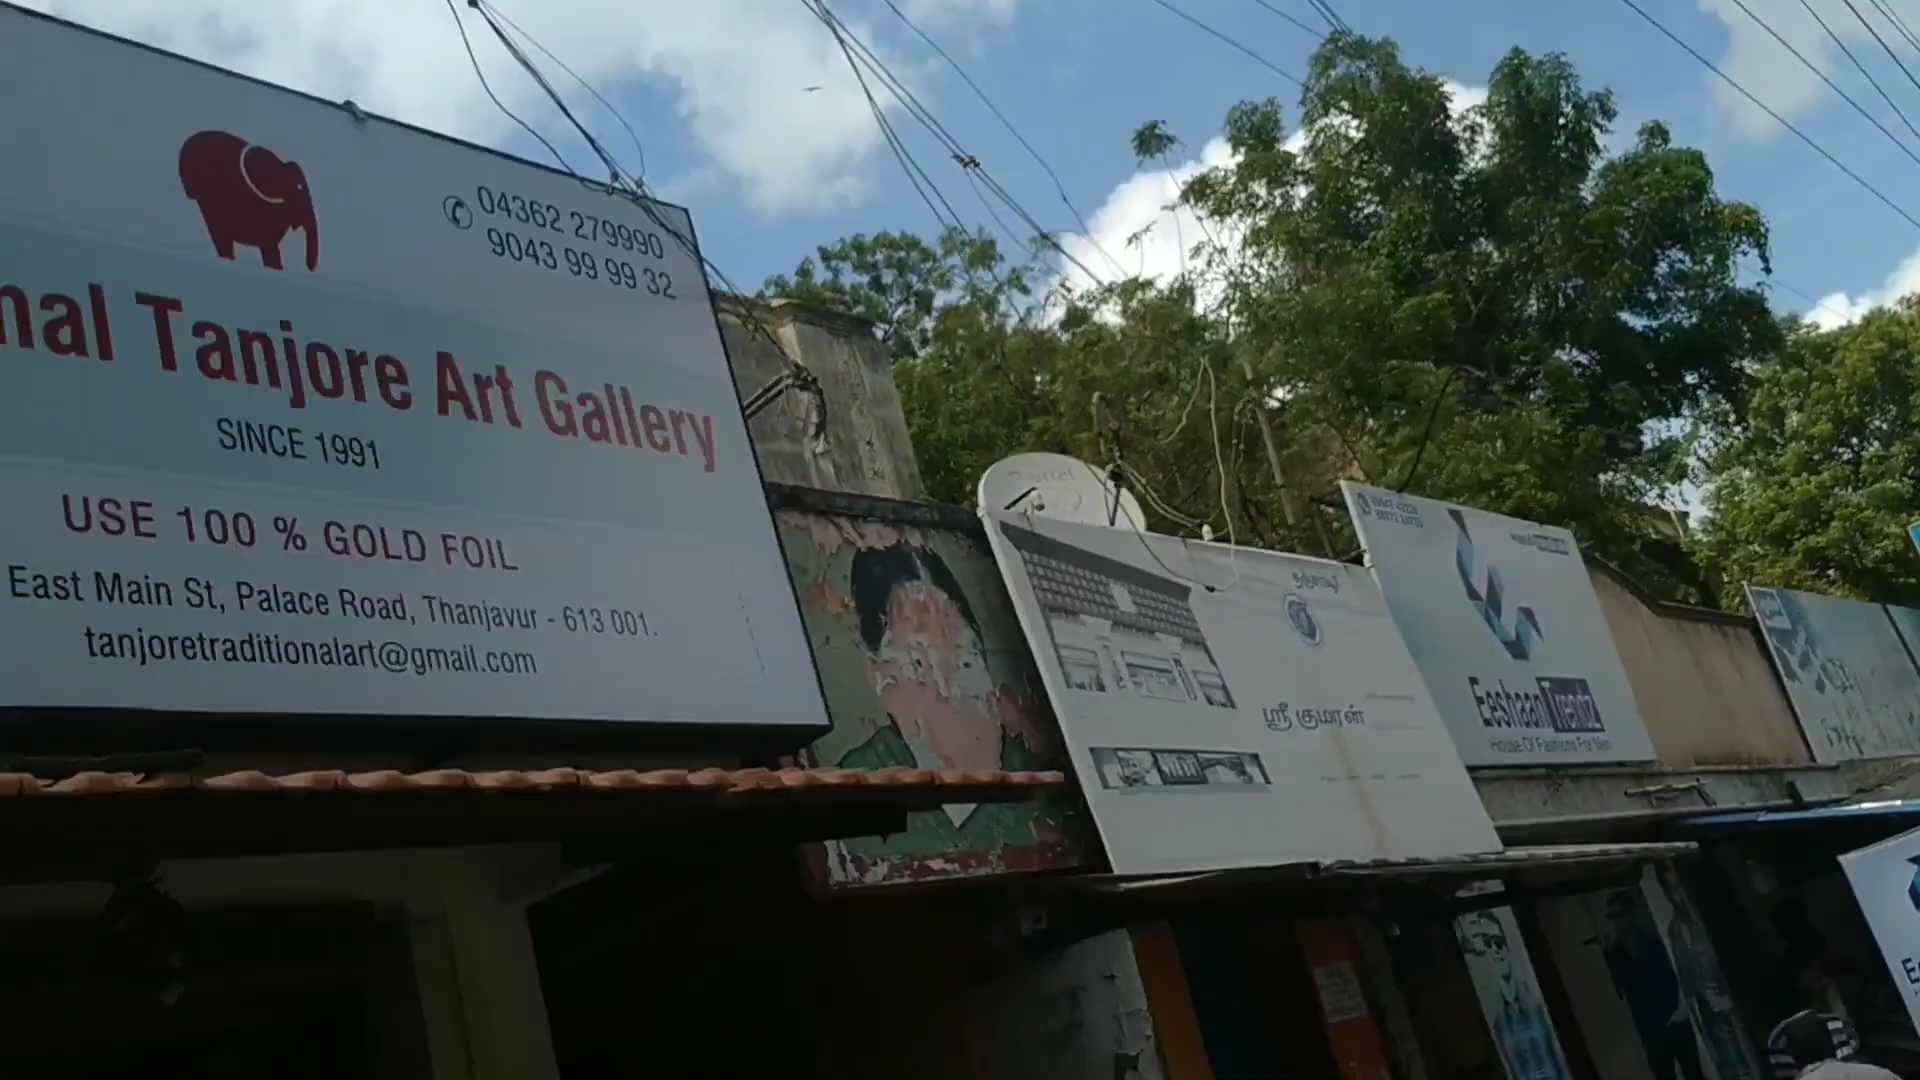 04362 279990
9043 99 99 32
Tanjore Art Gallery
SINCE 1991
USE 100 % GOLD FOIL
East Main St, Palace Road, Thanjavur - 613 001.
tanjoretraditionalart@gmail.com
ஸ்ரீ குமரன்
Eeshaan Trendz
House Of Fashions For Men